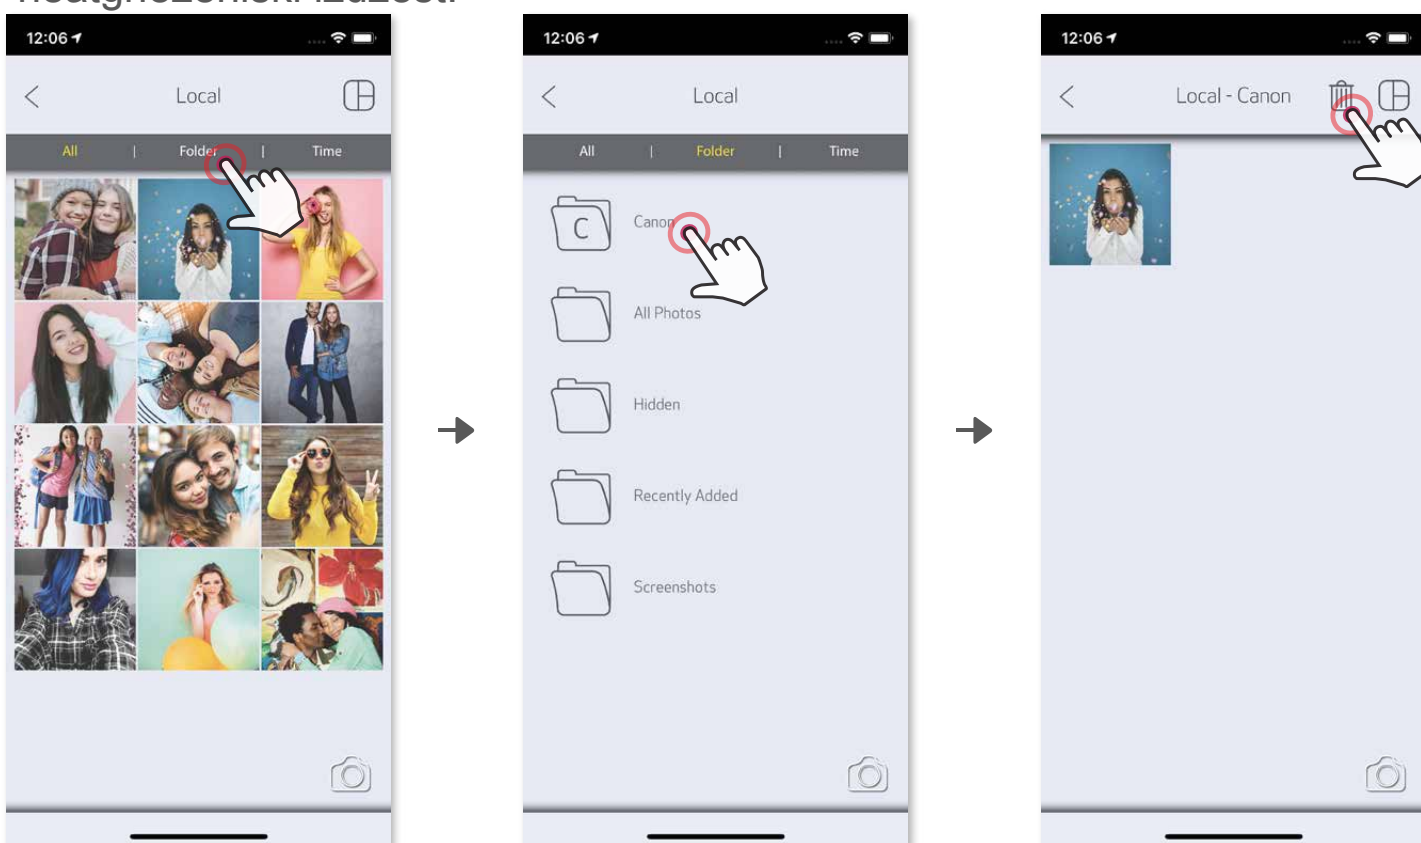 12:06
Local
All | Folder | Time
12:06
Local
All | Folder | Time
C
Canon
All Photos
Hidden
Recently Added
Screenshots
12:06
Local - Canon